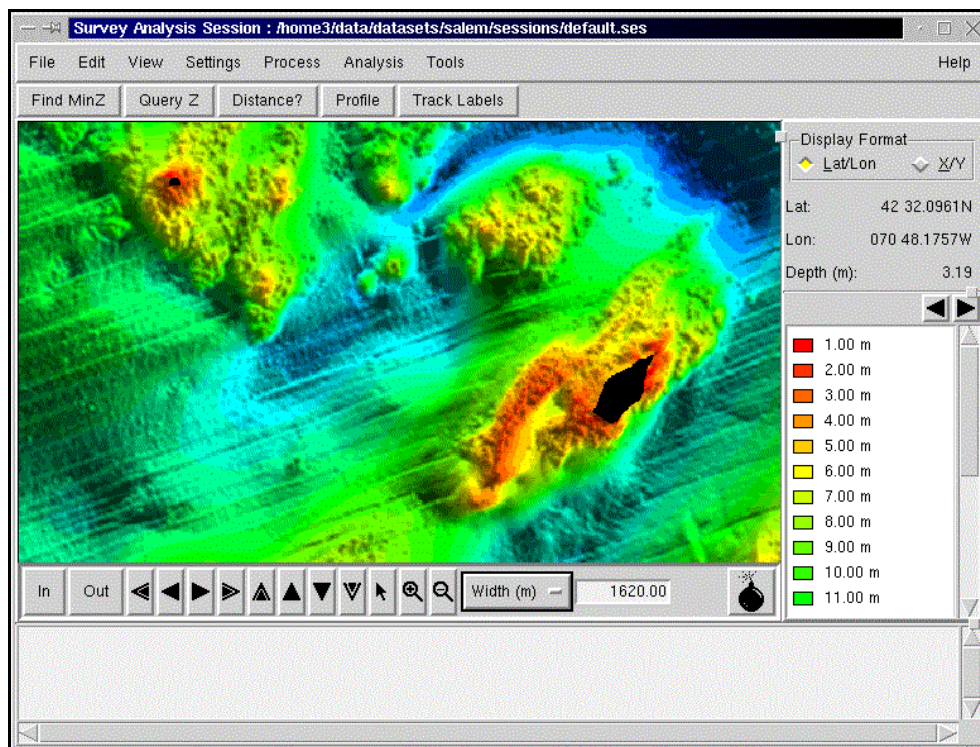 Survey Analysis Session : /home3/data/datasets/salem/sessions/default.ses
File Edit View Settings Process Analysis Tools Help
Find MinZ Query Z Distance? Profile Track Labels
Display Format
Lat/Lon X/Y
Lat: 42 32.0961N
Lon: 070 48.1757W
Depth (m): 3.19
1.00 m
2.00 m
3.00 m
4.00 m
5.00 m
6.00 m
7.00 m
8.00 m
9.00 m
10.00 m
11.00 m
In Out Width (m) 1620.00